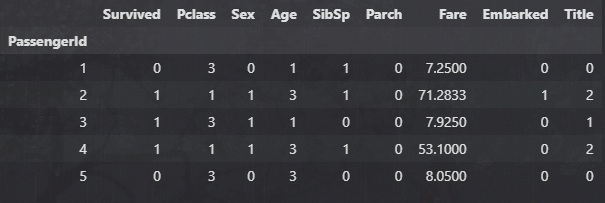 Survived Pclass Sex Age SibSp Parch Fare Embarked Title
PassengerId
1 0 3 0 1 1 0 7.2500 0 0
2 1 1 1 3 1 0 71.2833 1 2
3 1 3 1 1 0 0 7.9250 0 1
4 1 1 1 3 1 0 53.1000 0 2
5 0 3 0 3 0 0 8.0500 0 0